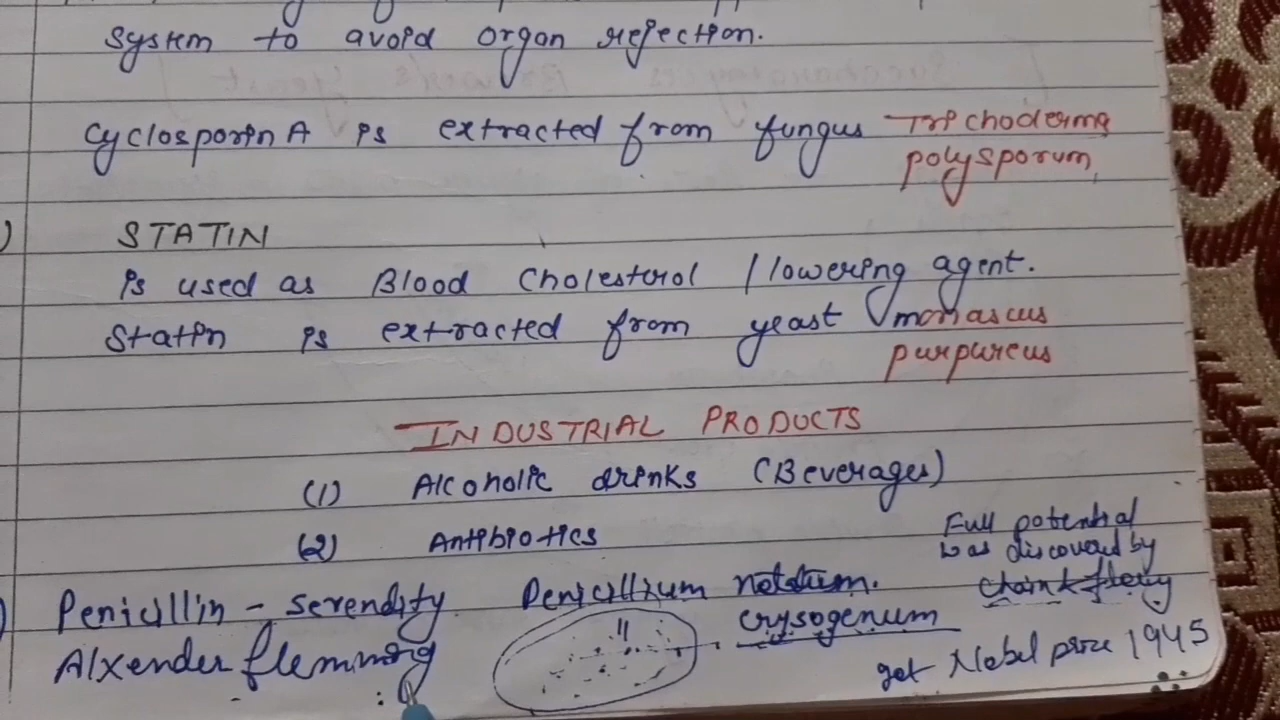 system to avoid organ rejection.
Cyclosporin A is extracted from fungus Trichoderma
polysporum
STATIN
is used as Blood Cholesterol / lowering agent.
Statin is extracted from yeast monascus
purpureus
INDUSTRIAL PRODUCTS
(1) Alcoholic drinks (Beverages)
(2) Antibiotics
Full potential
was discovered by
Chain & flory
Penicillin - serendity
Penicillium notatum.
" crysogenum
Alxender flemming
get Nobel prize 1945